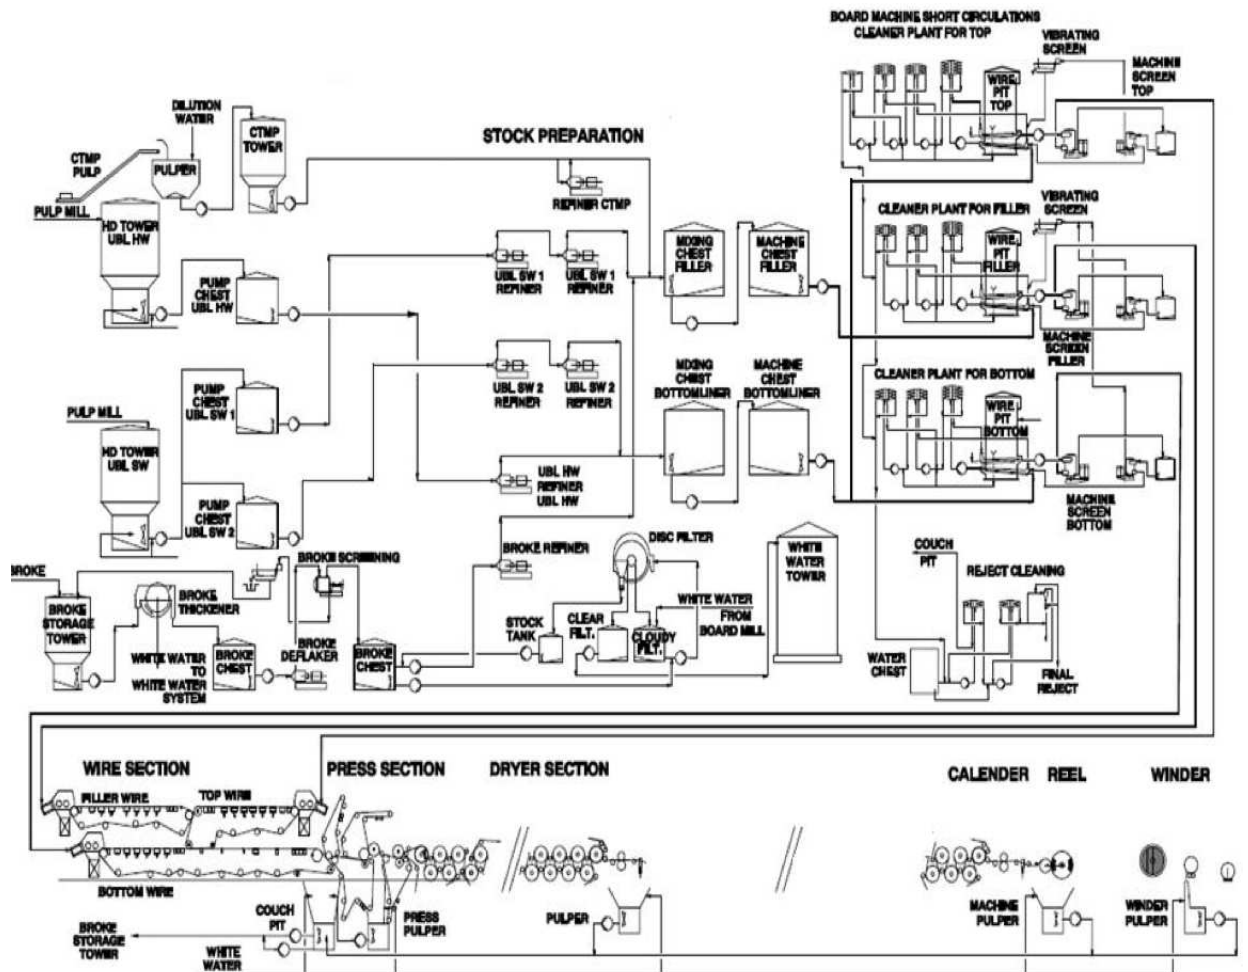 BOARD MACHINE SHORT CIRCULATIONS
CLEANER PLANT FOR TOP
VIBRATING
SCREEN
MACHINE
SCREEN
TOP
WIRE
PIT
TOP
DILUTION
WATER
CTMP
TOWER
STOCK PREPARATION
CTMP
PULP
PULPER
REFINER CTMP
PULP MILL
HD TOWER
UBL HW
PUMP
CHEST
UBL HW
UBL SW 1
REFINER
UBL SW 1
REFINER
MIXING
CHEST
FILLER
MACHINE
CHEST
FILLER
CLEANER PLANT FOR FILLER
VIBRATING
SCREEN
WIRE
PIT
FILLER
MACHINE
SCREEN
FILLER
PUMP
CHEST
UBL SW 1
UBL SW 2
REFINER
UBL SW 2
REFINER
MIXING
CHEST
BOTTOMLINER
MACHINE
CHEST
BOTTOMLINER
CLEANER PLANT FOR BOTTOM
WIRE
PIT
BOTTOM
PULP MILL
HD TOWER
UBL SW
PUMP
CHEST
UBL SW 2
UBL HW
REFINER
UBL HW
MACHINE
SCREEN
BOTTOM
BROKE
BROKE
STORAGE
TOWER
BROKE
THICKENER
BROKE SCREENING
BROKE REFINER
DISC FILTER
WHITE
WATER
TOWER
COUCH
PIT
REJECT CLEANING
WHITE WATER
TO
WHITE WATER
SYSTEM
BROKE
CHEST
BROKE
DEFLAKER
BROKE
CHEST
STOCK
TANK
CLEAR
FILT.
CLOUDY
FILT.
WHITE WATER
FROM
BOARD MILL
WATER
CHEST
FINAL
REJECT
WIRE SECTION
PRESS SECTION
DRYER SECTION
CALENDER
REEL
WINDER
FILLER WIRE
TOP WIRE
BOTTOM WIRE
COUCH
PIT
PRESS
PULPER
PULPER
MACHINE
PULPER
WINDER
PULPER
BROKE
STORAGE
TOWER
WHITE
WATER